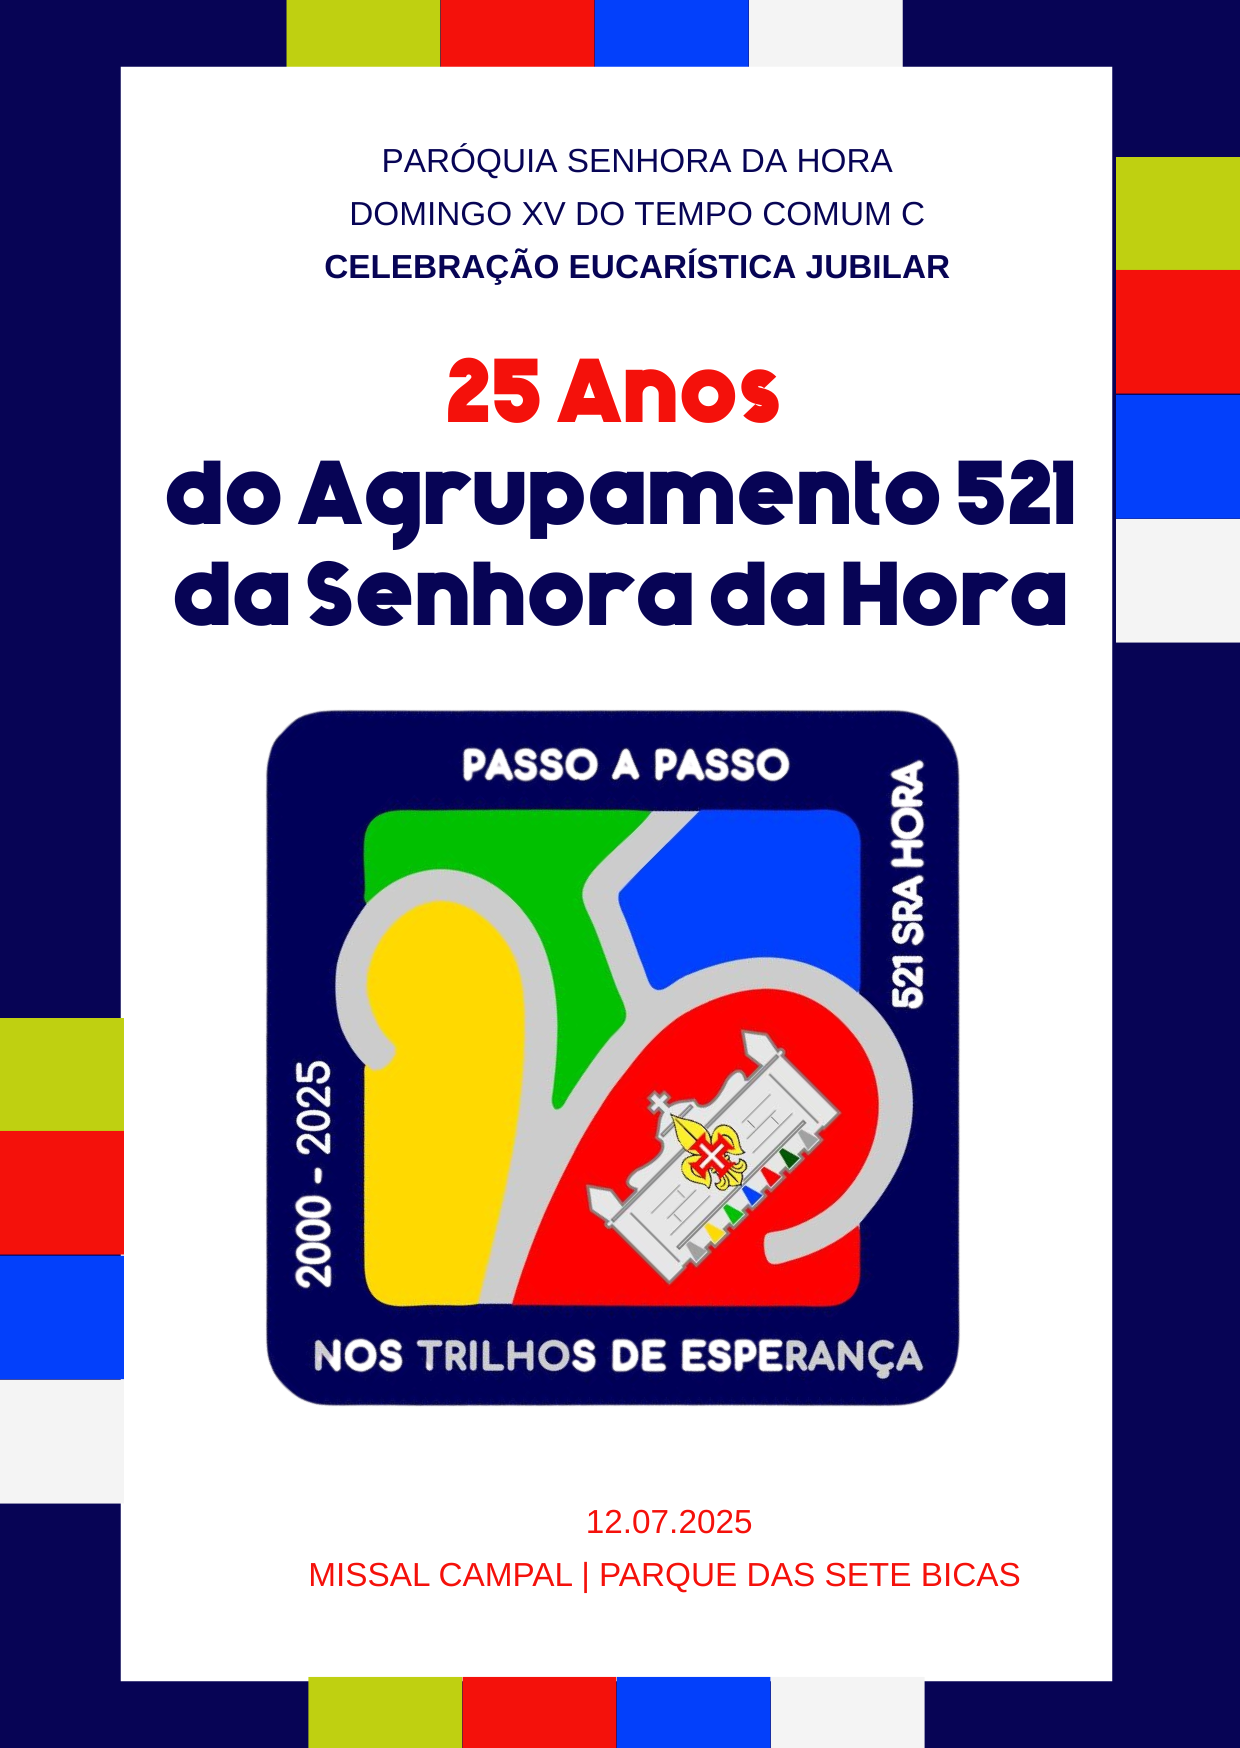 PARÓQUIA SENHORA DA HORA
DOMINGO XV DO TEMPO COMUM C
CELEBRAÇÃO EUCARÍSTICA JUBILAR
25 Anos
do Agrupamento 521
da Senhora da Hora
PASSO A PASSO
521 SRA HORA
2000 - 2025
NOS TRILHOS DE ESPERANÇA
12.07.2025
MISSAL CAMPAL | PARQUE DAS SETE BICAS